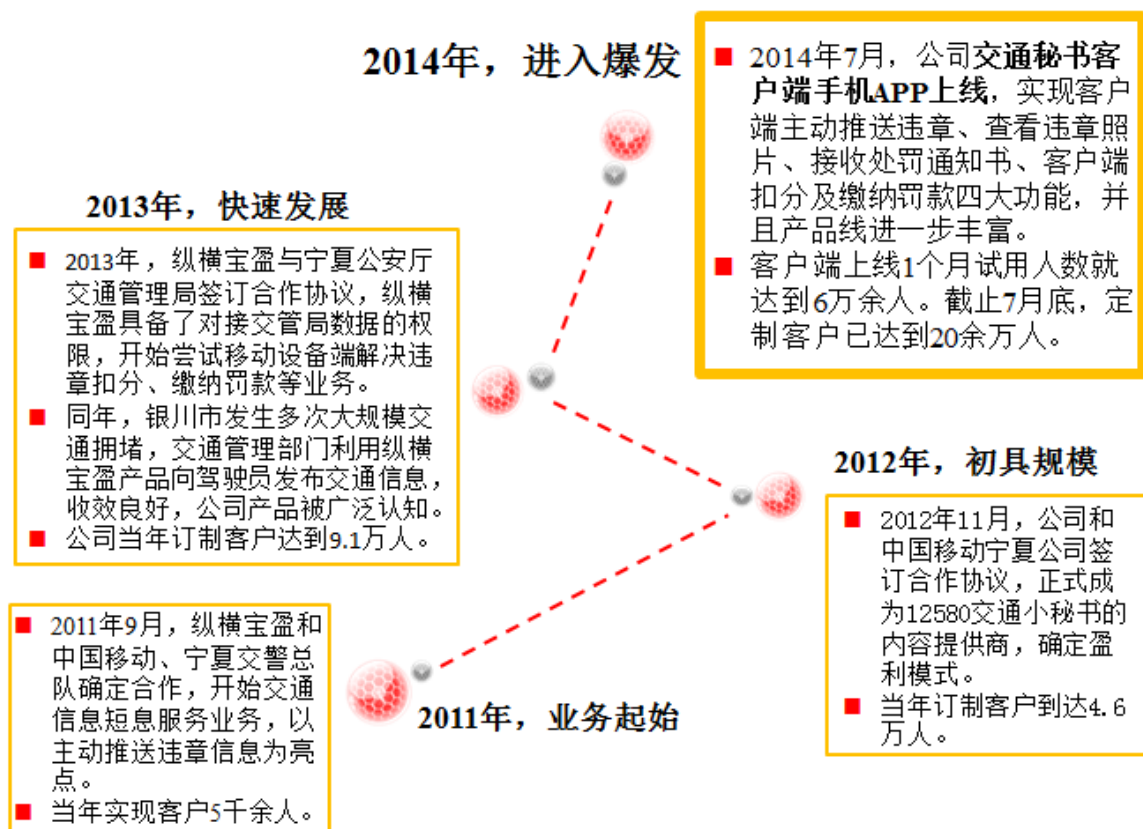 2014年，进入爆发
■ 2014年7月，公司交通秘书客
户端手机APP上线，实现客户
端主动推送违章、查看违章照
片、接收处罚通知书、客户端
扣分及缴纳罚款四大功能，并
且产品线进一步丰富。
■ 客户端上线1个月试用人数就
达到6万余人。截止7月底，定
制客户已达到20余万人。
2013年，快速发展
■ 2013年，纵横宝盈与宁夏公安厅
交通管理局签订合作协议，纵横
宝盈具备了对接交管局数据的权
限，开始尝试移动设备端解决违
章扣分、缴纳罚款等业务。
■ 同年，银川市发生多次大规模交
通拥堵，交通管理部门利用纵横
宝盈产品向驾驶员发布交通信息，
收效良好，公司产品被广泛认知。
■ 公司当年订制客户达到9.1万人。
2012年，初具规模
■ 2012年11月，公司和
中国移动宁夏公司签
订合作协议，正式成
为12580交通小秘书的
内容提供商，确定盈
利模式。
■ 当年订制客户到达4.6
万人。
2011年，业务起始
■ 2011年9月，纵横宝盈和
中国移动、宁夏交警总
队确定合作，开始交通
信息短息服务业务，以
主动推送违章信息为亮
点。
■ 当年实现客户5千余人。